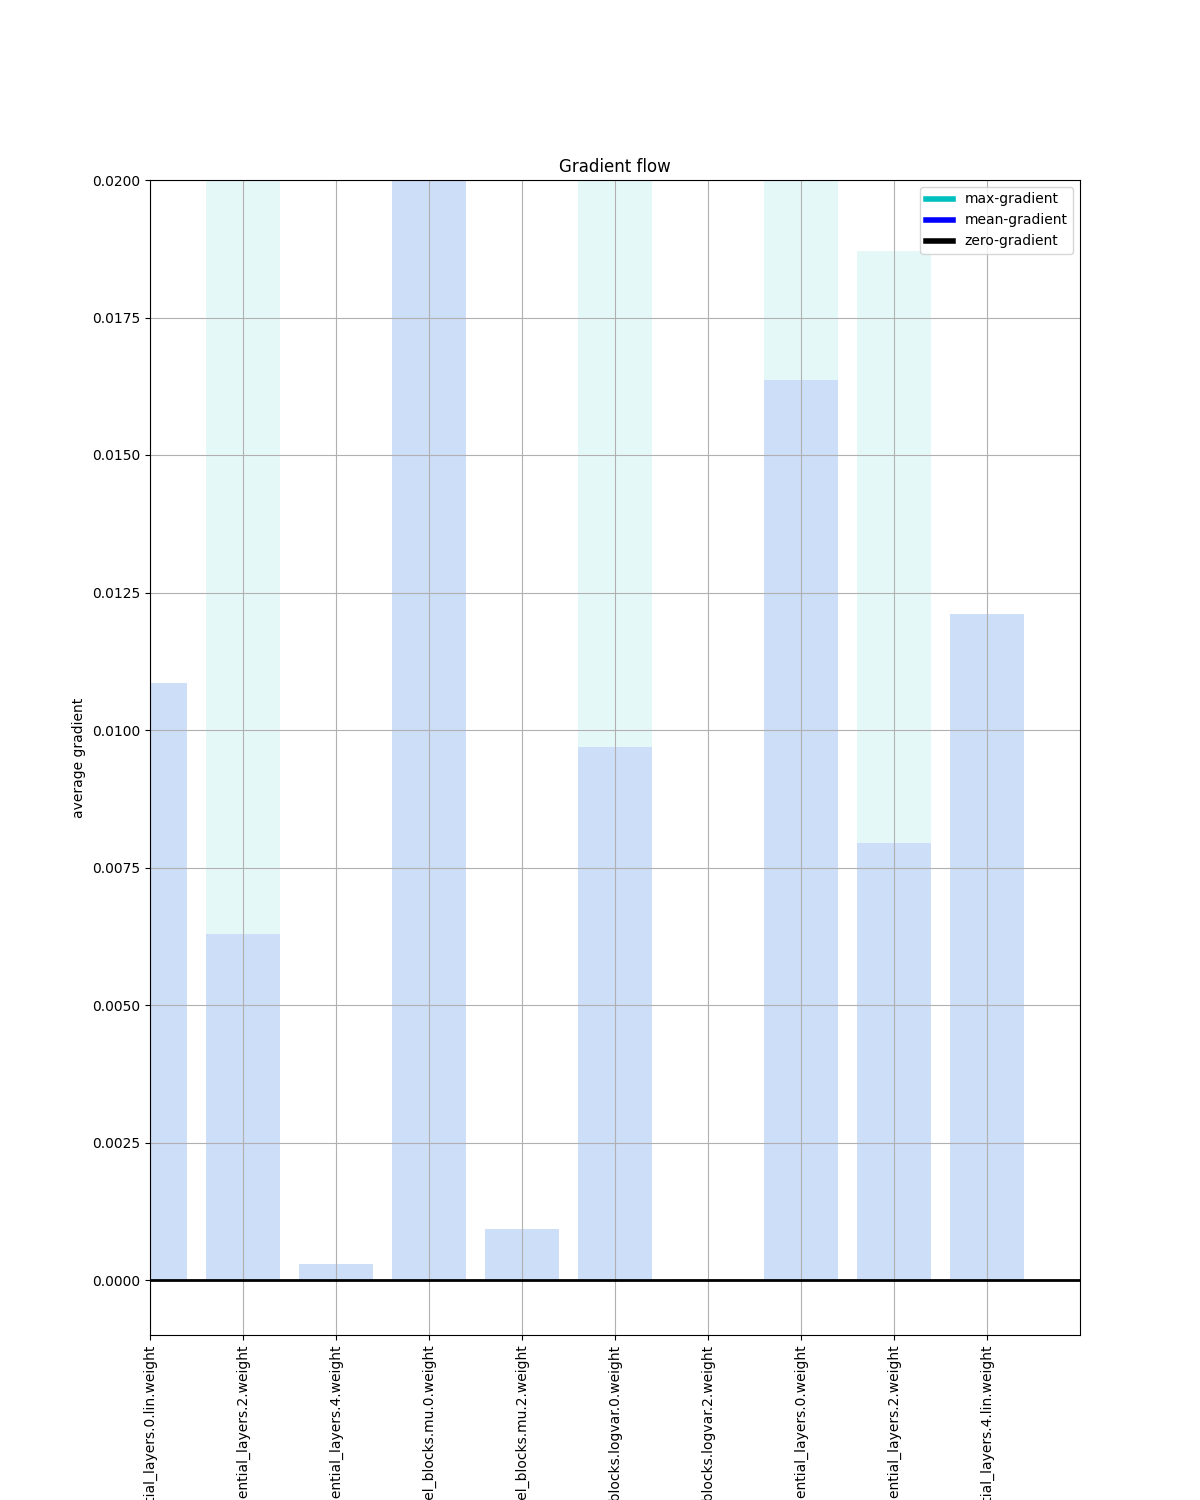 Gradient flow
max-gradient
mean-gradient
zero-gradient
0.0200
0.0175
0.0150
0.0125
0.0100
0.0075
0.0050
0.0025
0.0000
average gradient
tial_layers.0.lin.weight
ential_layers.2.weight
ential_layers.4.weight
el_blocks.mu.0.weight
el_blocks.mu.2.weight
blocks.logvar.0.weight
blocks.logvar.2.weight
ential_layers.0.weight
ential_layers.2.weight
tial_layers.4.lin.weight